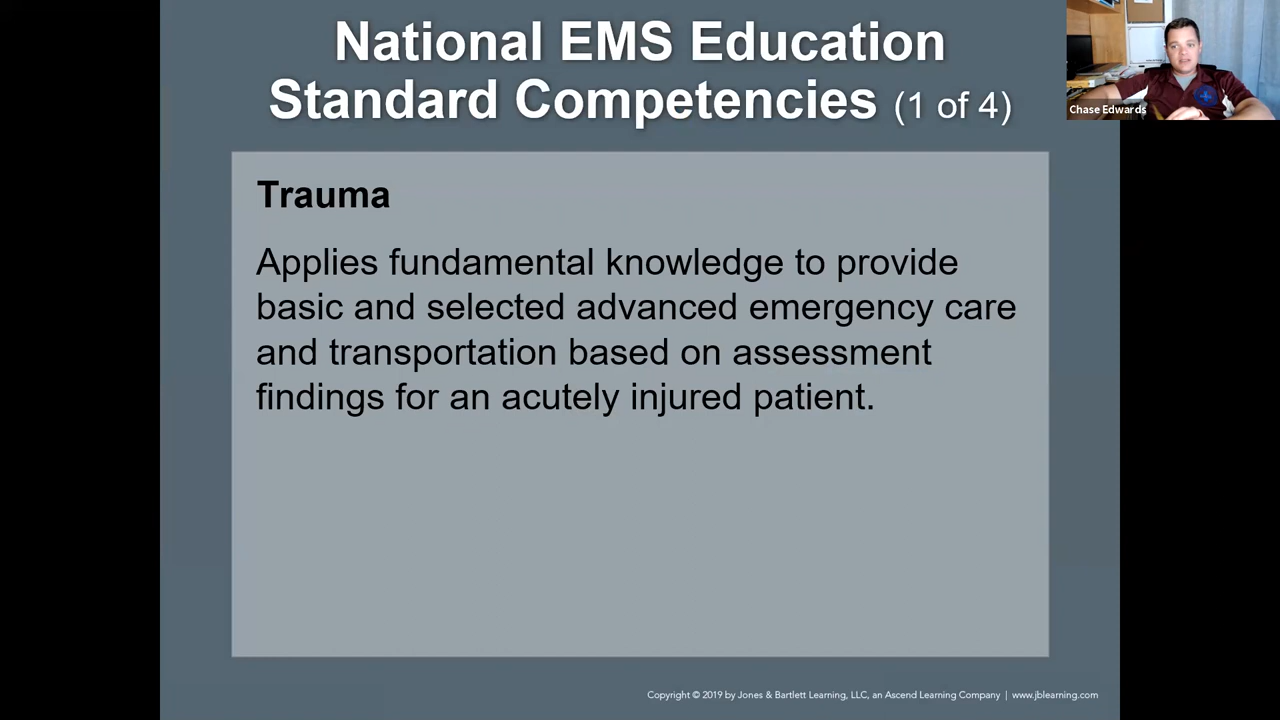 National EMS Education
Standard Competencies (1 of 4)
Chase Edwards
Trauma
Applies fundamental knowledge to provide
basic and selected advanced emergency care
and transportation based on assessment
findings for an acutely injured patient.
Copyright © 2019 by Jones & Bartlett Learning, LLC, an Ascend Learning Company | www.jblearning.com